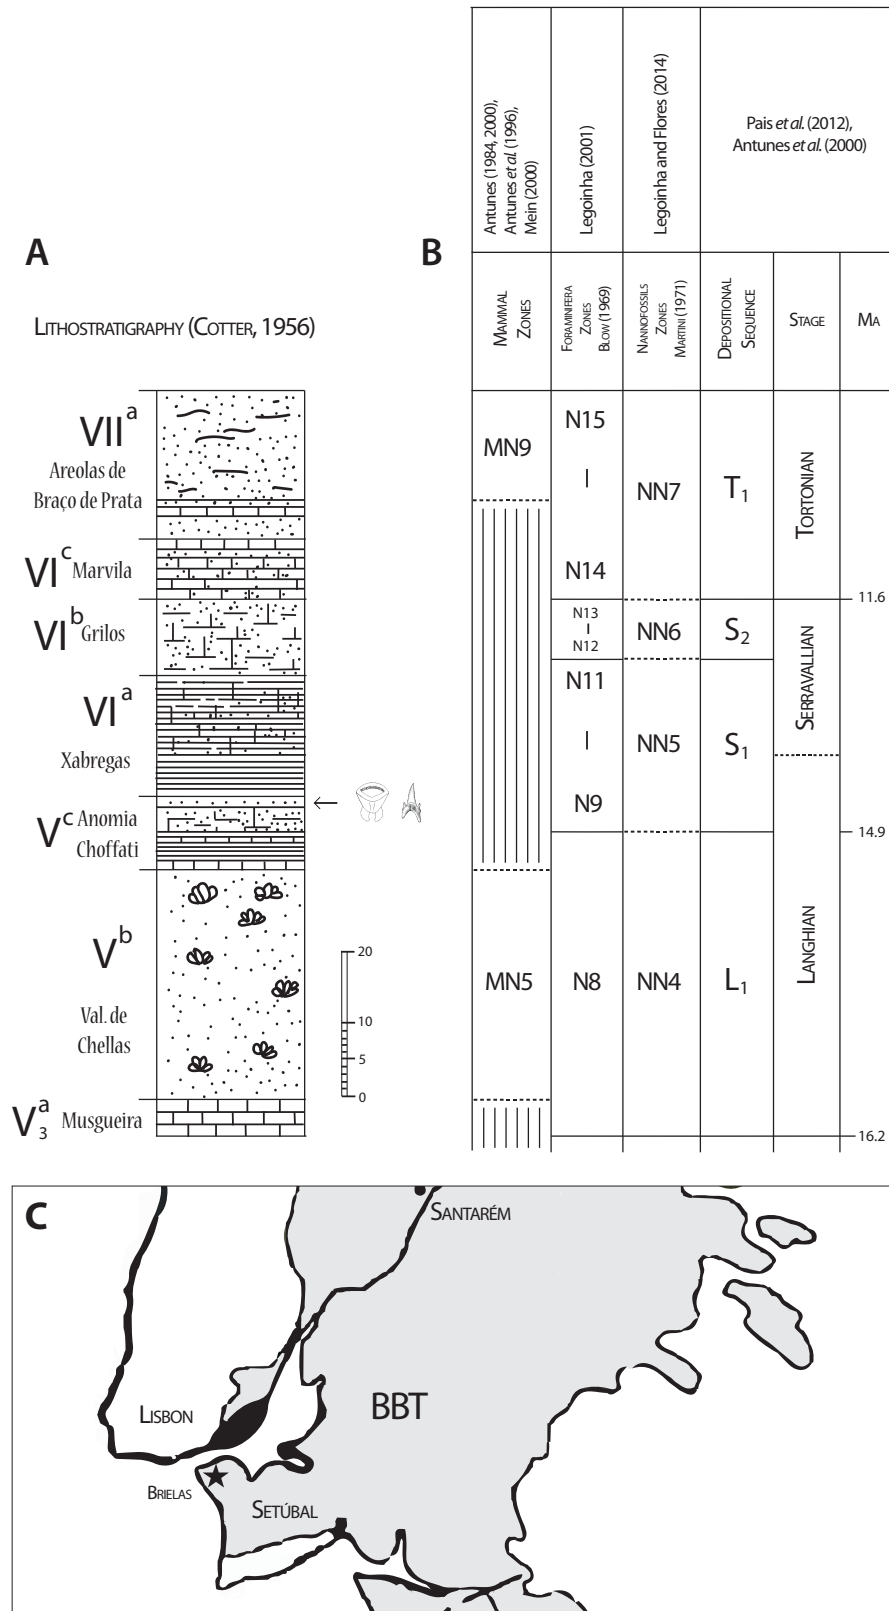 A
LITHOSTRATIGRAPHY (COTTER, 1956)
VII a
Areolas de
Braço de Prata
VI c Marvila
VI b Grilos
VI a
Xabregas
V c Anomia
Choffati
V b
Val. de
Chellas
V a 3 Musgueira
20
10
5
0
B
Antunes (1984, 2000),
Antunes et al. (1996),
Mein (2000)
Legoinha (2001)
Legoinha and Flores (2014)
Pais et al. (2012),
Antunes et al. (2000)
MAMMAL
ZONES
FORAMINIFERA
ZONES
BLOW (1969)
NANNOFOSSILS
ZONES
MARTINI (1971)
DEPOSITIONAL
SEQUENCE
STAGE
MA
MN9
MN5
N15
N14
N13
N12
N11
N9
N8
NN7
NN6
NN5
NN4
T1
S2
S1
L1
TORTONIAN
SERRAVALLIAN
LANGHIAN
11.6
14.9
16.2
C
SANTARÉM
LISBON
BBT
BRIELAS
SETÚBAL